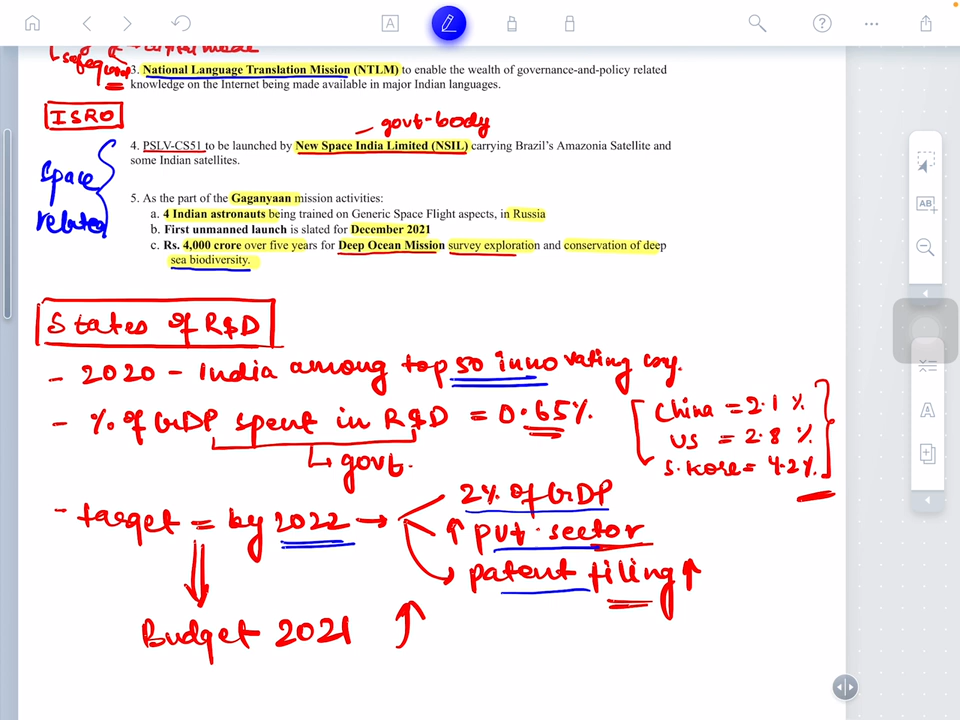 safeguard
3. National Language Translation Mission (NTLM) to enable the wealth of governance-and-policy related
knowledge on the Internet being made available in major Indian languages.
ISRO
- govt-body
4. PSLV-CS51 to be launched by New Space India Limited (NSIL) carrying Brazil's Amazonia Satellite and
some Indian satellites.
Space
related
5. As the part of the Gaganyaan mission activities:
a. 4 Indian astronauts being trained on Generic Space Flight aspects, in Russia
b. First unmanned launch is slated for December 2021
c. Rs. 4,000 crore over five years for Deep Ocean Mission survey exploration and conservation of deep
sea biodiversity.
States of R$D
- 2020 - India among top 50 innovating coy.
- % of GDP spent in R$D = 0.65%.
China = 2.1 %
US = 2.8 %
S. Kore = 4.2%.
↳ govt.
- target = by 2022 → 2% of GDP
↑ pvt. sector
patent filing ↑
Budget 2021 ↑